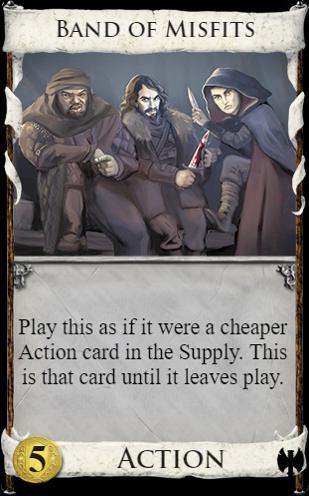 Band of Misfits
Play this as if it were a cheaper
Action card in the Supply. This
is that card until it leaves play.
5
Action